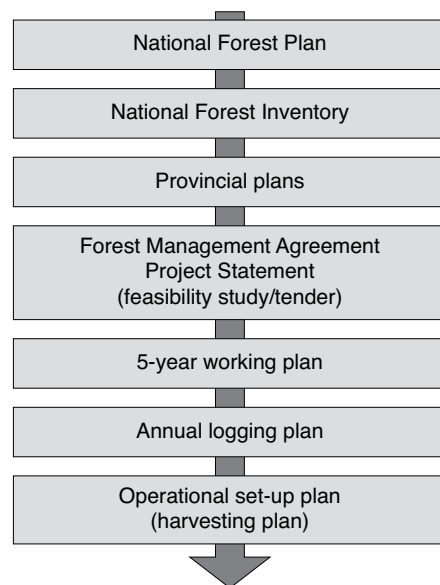 National Forest Plan
National Forest Inventory
Provincial plans
Forest Management Agreement
Project Statement
(feasibility study/tender)
5-year working plan
Annual logging plan
Operational set-up plan
(harvesting plan)